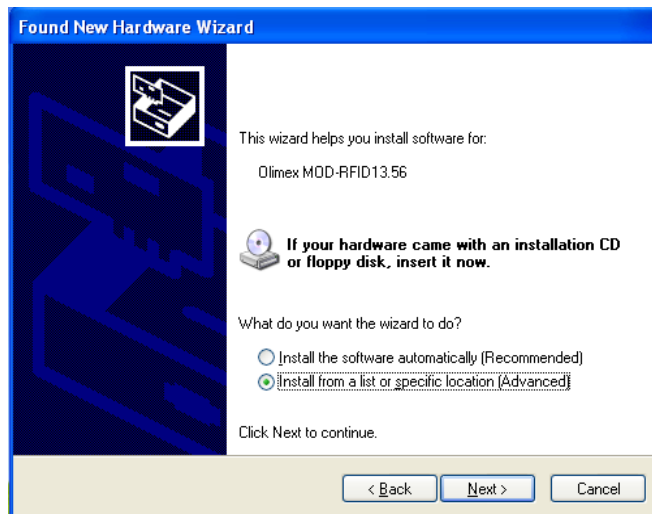 Found New Hardware Wizard
This wizard helps you install software for:
Olimex MOD-RFID13.56
If your hardware came with an installation CD
or floppy disk, insert it now.
What do you want the wizard to do?
Install the software automatically (Recommended)
Install from a list or specific location (Advanced)
Click Next to continue.
< Back
Next >
Cancel